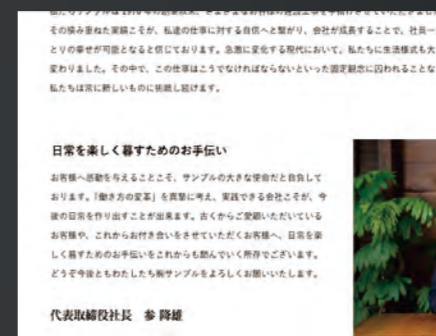 その積み重ねた実績こそが、私達の仕事に対する自信へと繋がり、会社が成長することで、社員一
とりの幸せが可能となると信じております。急激に変化する現代において、私たちに生活様式も大
変わりました。その中で、この仕事はこうでなければならないといった固定観念に囚われることな
私たちは常に新しいものに挑戦し続けます。
日常を楽しく暮すためのお手伝い
お客様へ感動を与えることこそ、サンプルの大きな使命だと自負して
おります。「働き方の変革」を真摯に考え、実践できる会社こそが、今
後の日常を作り出すことが出来ます。古くからご愛顧いただいている
お客様や、これからお付き合いをさせていただくお客様へ、日常を楽
しく暮すためのお手伝いをこれからも励んでいく所存でございます。
どうぞ今後ともわたしたち㈱サンプルをよろしくお願いいたします。
代表取締役社長 参 降雄